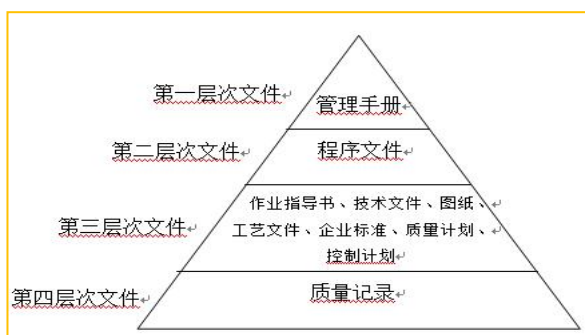 第一层次文件
管理手册
第二层次文件
程序文件
作业指导书、技术文件、图纸、
第三层次文件
工艺文件、企业标准、质量计划、
控制计划
第四层次文件
质量记录